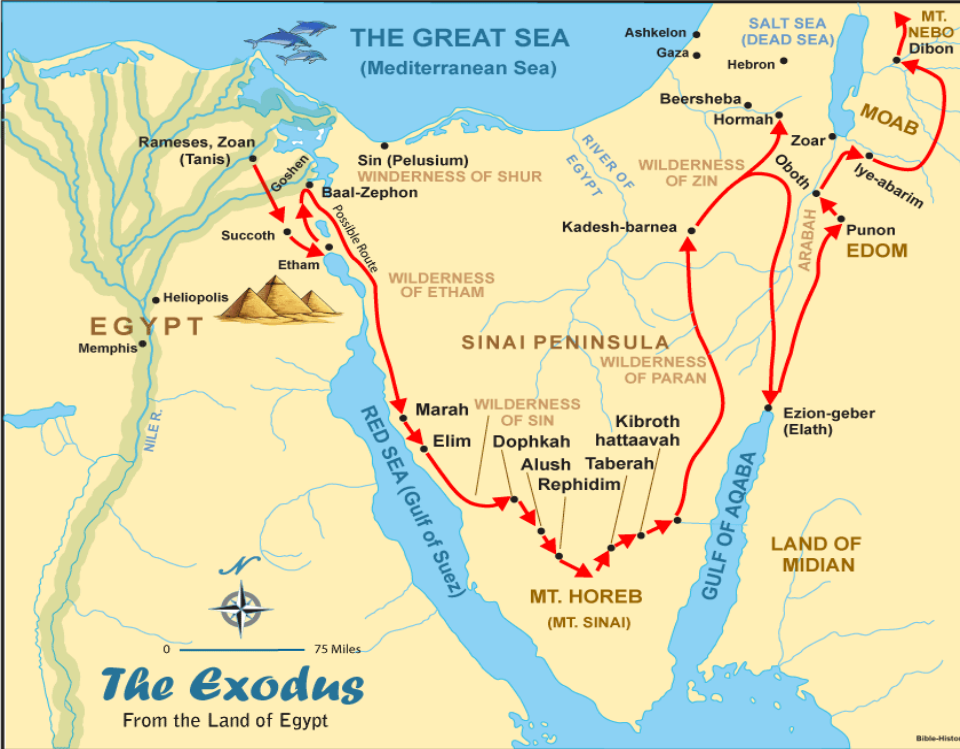 THE GREAT SEA
(Mediterranean Sea)
SALT SEA
(DEAD SEA)
MT.
NEBO
Dibon
Ashkelon
Gaza
Hebron
Beersheba
Hormah
MOAB
Zoar
Rameses, Zoan
(Tanis)
Goshen
Sin (Pelusium)
WINDERNESS OF SHUR
RIVER OF
EGYPT
WILDERNESS
OF ZIN
Oboth
Iye-abarim
Baal-Zephon
Possible Route
Succoth
Etham
Kadesh-barnea
ARABAH
Punon
EDOM
WILDERNESS
OF ETHAM
Heliopolis
EGYPT
Memphis
SINAI PENINSULA
WILDERNESS
OF PARAN
NILE R.
RED SEA (Gulf of Suez)
Marah
WILDERNESS
OF SIN
Elim
Dophkah
Kibroth
hattaavah
Alush
Taberah
Rephidim
Ezion-geber
(Elath)
GULF OF AQABA
LAND OF
MIDIAN
MT. HOREB
(MT. SINAI)
N
0 75 Miles
The Exodus
From the Land of Egypt
Bible-Histor